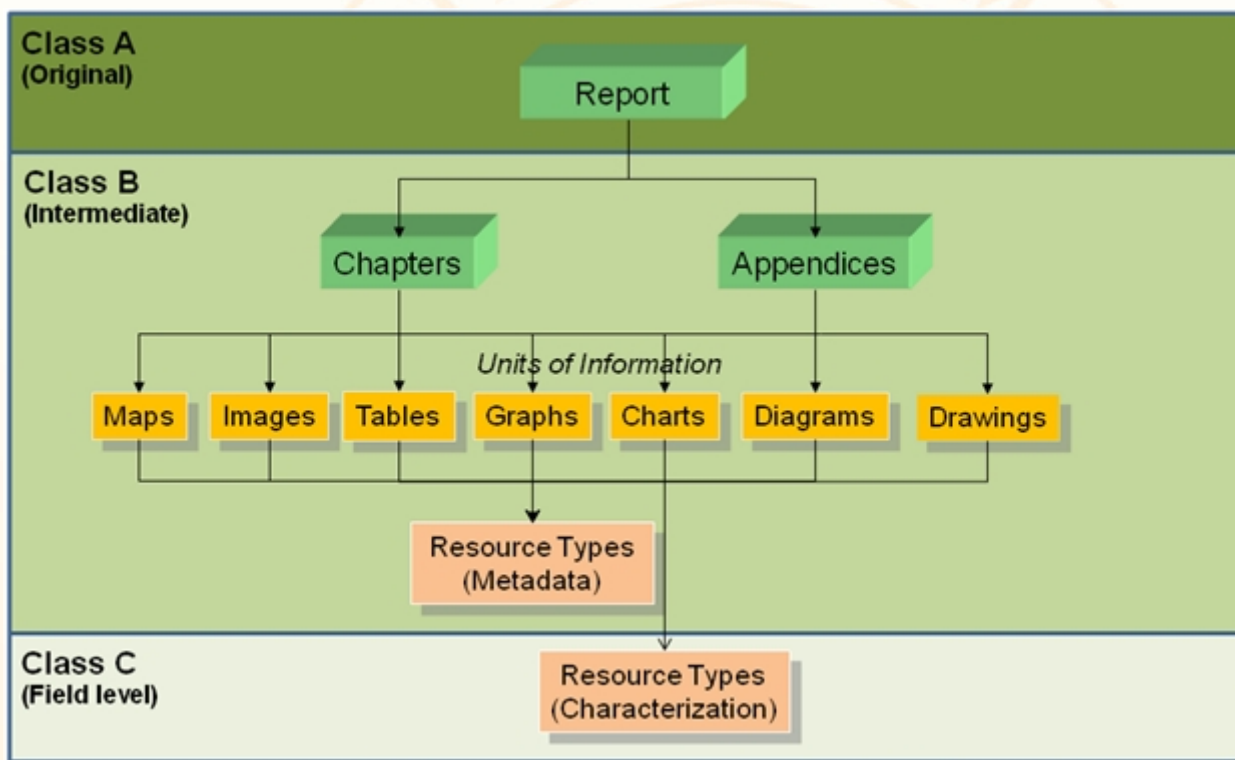 Class A
(Original)
Report
Class B
(Intermediate)
Chapters
Appendices
Units of Information
Maps
Images
Tables
Graphs
Charts
Diagrams
Drawings
Resource Types
(Metadata)
Class C
(Field level)
Resource Types
(Characterization)